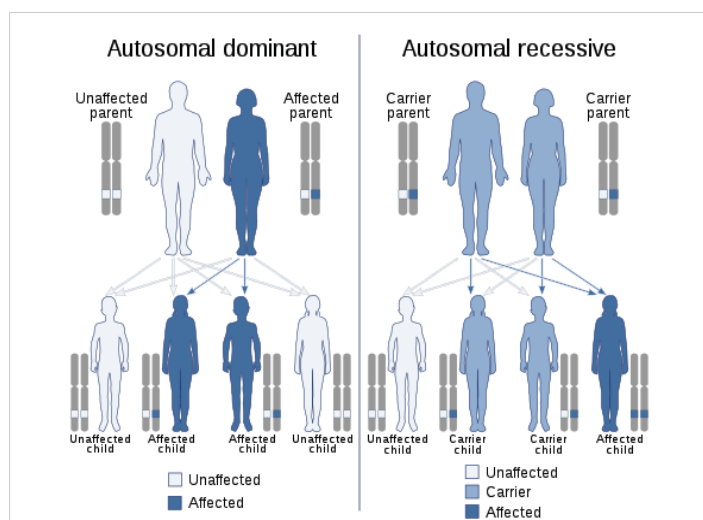 Autosomal dominant
Autosomal recessive
Unaffected
parent
Affected
parent
Carrier
parent
Carrier
parent
Unaffected
child
Affected
child
Affected
child
Unaffected
child
Unaffected
child
Carrier
child
Carrier
child
Affected
child
Unaffected
Affected
Unaffected
Carrier
Affected